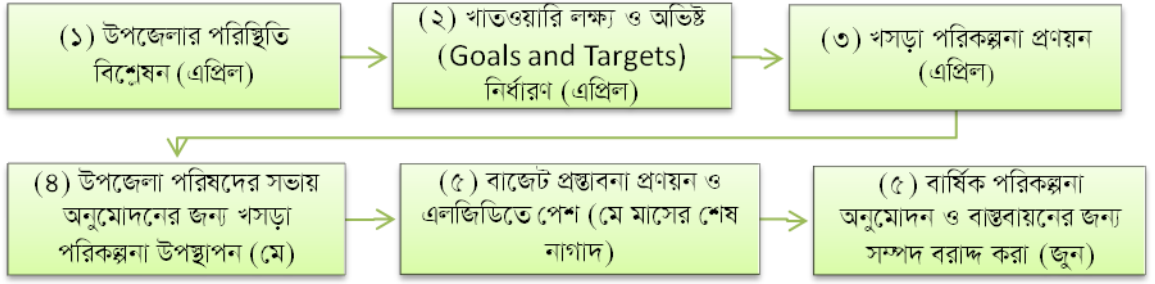 (১) উপজেলার পরিস্থিতি
বিশ্লেষন (এপ্রিল)
(২) খাতওয়ারি লক্ষ্য ও অভিষ্ট
(Goals and Targets)
নির্ধারণ (এপ্রিল)
(৩) খসড়া পরিকল্পনা প্রণয়ন
(এপ্রিল)
(৪) উপজেলা পরিষদের সভায়
অনুমোদনের জন্য খসড়া
পরিকল্পনা উপস্থাপন (মে)
(৫) বাজেট প্রস্তাবনা প্রণয়ন ও
এলজিডিতে পেশ (মে মাসের শেষ
নাগাদ)
(৫) বার্ষিক পরিকল্পনা
অনুমোদন ও বাস্তবায়নের জন্য
সম্পদ বরাদ্দ করা (জুন)